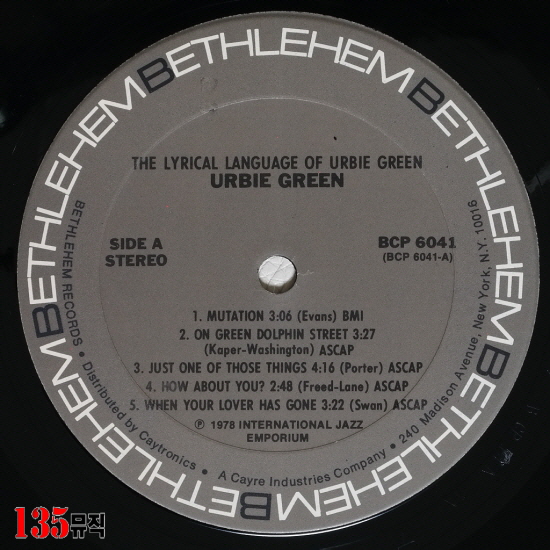 BETHLEHEM BETHLEHEM BETHLEHEM BETHLEHEM BETHLEHEM
THE LYRICAL LANGUAGE OF URBIE GREEN
URBIE GREEN
SIDE A
STEREO
BCP 6041
(BCP 6041-A)
1. MUTATION 3:06 (Evans) BMI
2. ON GREEN DOLPHIN STREET 3:27
(Kaper-Washington) ASCAP
3. JUST ONE OF THOSE THINGS 4:16 (Porter) ASCAP
4. HOW ABOUT YOU? 2:48 (Freed-Lane) ASCAP
5. WHEN YOUR LOVER HAS GONE 3:22 (Swan) ASCAP
℗ 1978 INTERNATIONAL JAZZ
EMPORIUM
BETHLEHEM RECORDS • Distributed by Caytronics • A Cayre Industries Company • 240 Madison Avenue, New York, N.Y. 10016
135뮤직